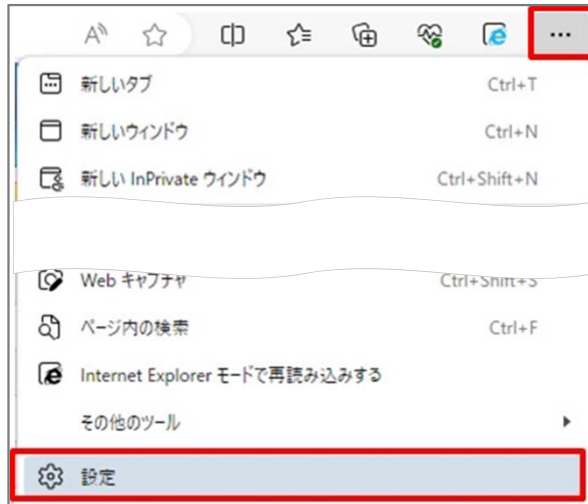 新しいタブ Ctrl+T
新しいウィンドウ Ctrl+N
新しい InPrivate ウィンドウ Ctrl+Shift+N
Web キャプチャ Ctrl+Shift+S
ページ内の検索 Ctrl+F
Internet Explorer モードで再読み込みする
その他のツール
設定